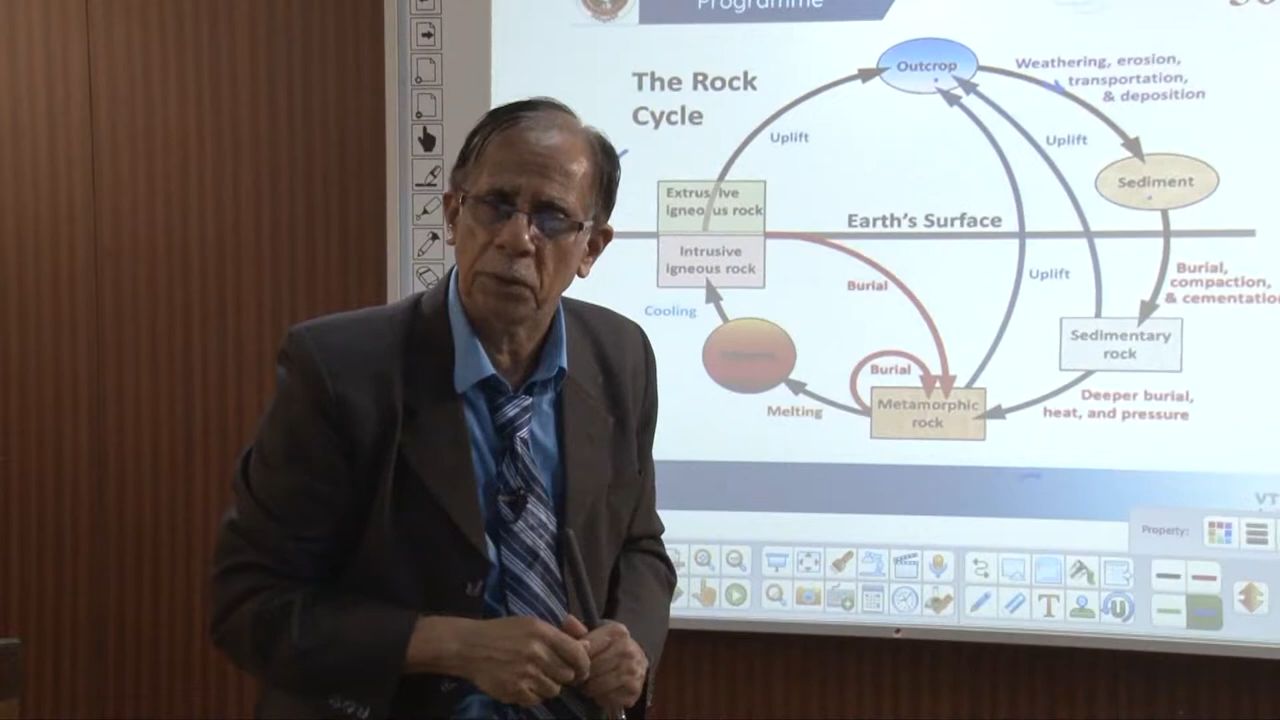 Programme
The Rock
Cycle
Outcrop
Weathering, erosion,
transportation,
& deposition
Uplift
Uplift
Sediment
Extrusive
igneous rock
Earth's Surface
Intrusive
igneous rock
Burial
Uplift
Burial,
compaction,
Cooling
Sedimentary
rock
Burial
Melting
Metamorphic
rock
Deeper burial,
heat, and pressure
Property: